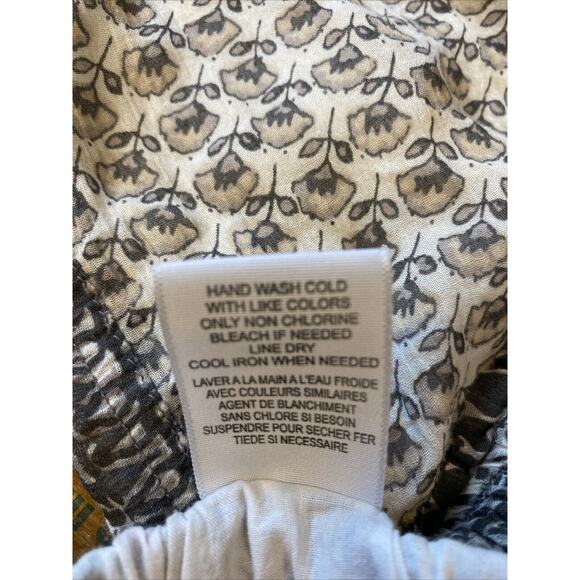 HAND WASH COLD
WITH LIKE COLORS
ONLY NON CHLORINE
BLEACH IF NEEDED
LINE DRY
COOL IRON WHEN NEEDED
LAVER A LA MAIN A L'EAU FROIDE
AVEC COULEURS SIMILAIRES
AGENT DE BLANCHIMENT
SANS CHLORE SI BESOIN
SUSPENDRE POUR SECHER FER
TIEDE SI NECESSAIRE